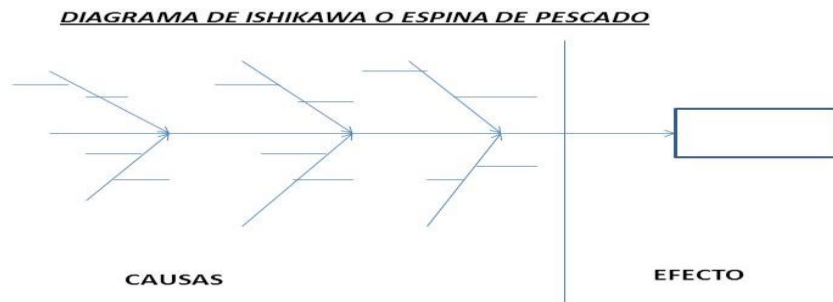 DIAGRAMA DE ISHIKAWA O ESPINA DE PESCADO
CAUSAS
EFECTO